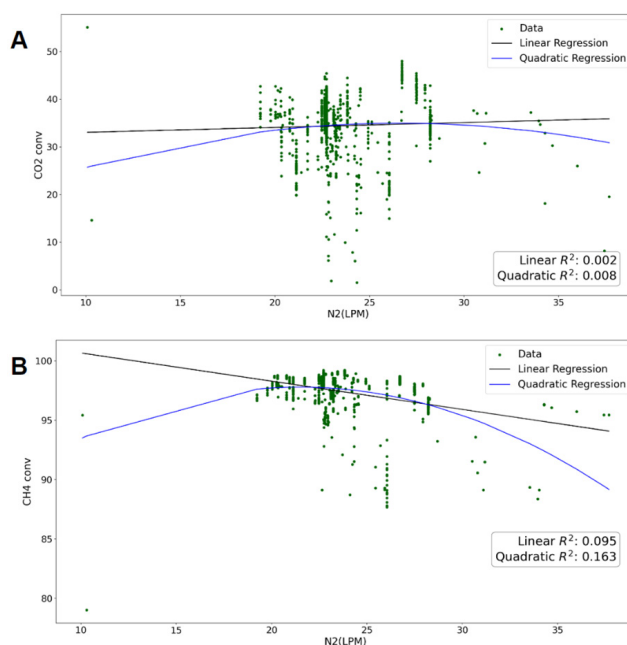 A
Data
Linear Regression
Quadratic Regression
50
40
30
20
10
0
CO2 conv
Linear R²: 0.002
Quadratic R²: 0.008
10 15 20 25 30 35
N2(LPM)
B
Data
Linear Regression
Quadratic Regression
100
95
90
85
80
CH4 conv
Linear R²: 0.095
Quadratic R²: 0.163
10 15 20 25 30 35
N2(LPM)